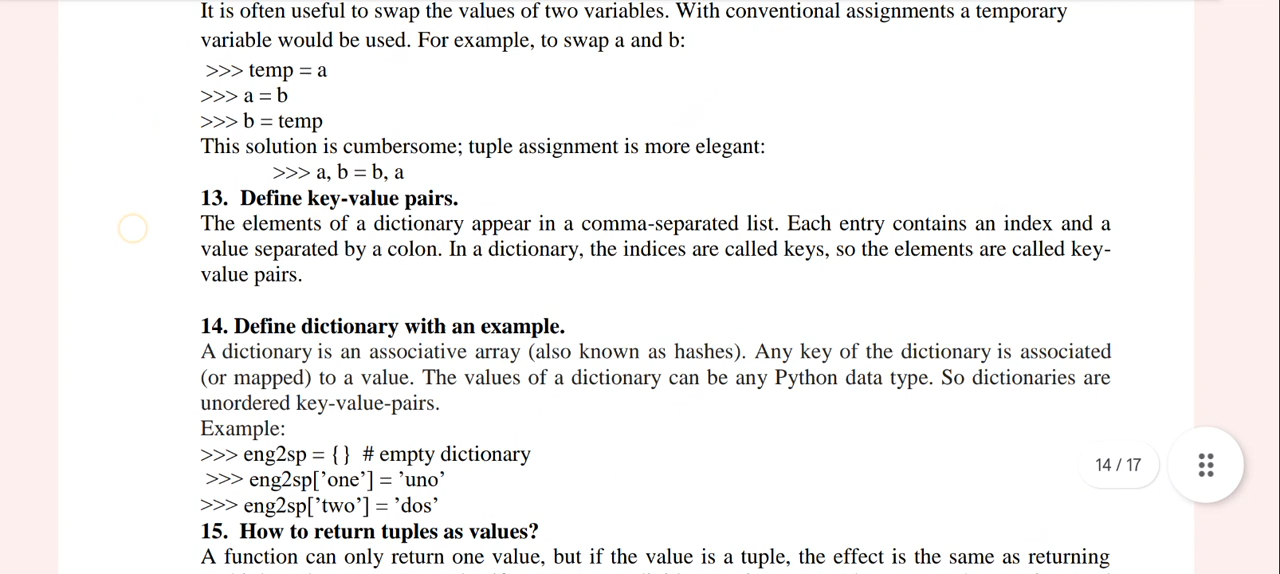 It is often useful to swap the values of two variables. With conventional assignments a temporary
variable would be used. For example, to swap a and b:
>>> temp = a
>>> a = b
>>> b = temp
This solution is cumbersome; tuple assignment is more elegant:
>>> a, b = b, a
13. Define key-value pairs.
The elements of a dictionary appear in a comma-separated list. Each entry contains an index and a
value separated by a colon. In a dictionary, the indices are called keys, so the elements are called key-
value pairs.
14. Define dictionary with an example.
A dictionary is an associative array (also known as hashes). Any key of the dictionary is associated
(or mapped) to a value. The values of a dictionary can be any Python data type. So dictionaries are
unordered key-value-pairs.
Example:
>>> eng2sp = {} # empty dictionary
14 / 17
>>> eng2sp[’one’] = ’uno’
>>> eng2sp[’two’] = ’dos’
15. How to return tuples as values?
A function can only return one value, but if the value is a tuple, the effect is the same as returning